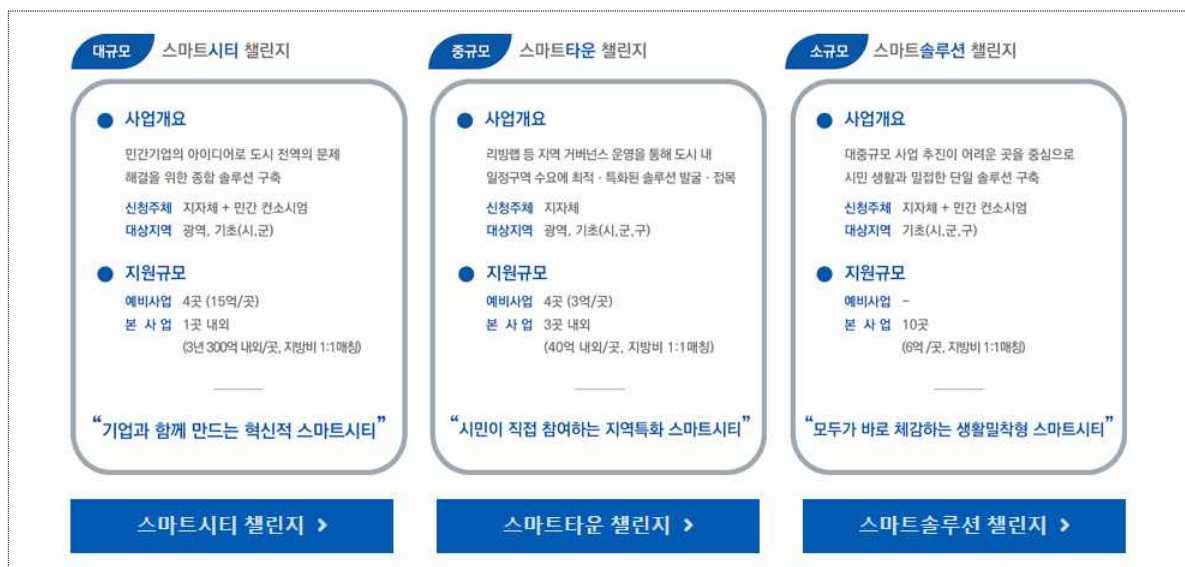 대규모 스마트시티 챌린지
● 사업개요
민간기업의 아이디어로 도시 전역의 문제
해결을 위한 종합 솔루션 구축
신청주체 지자체 + 민간 컨소시엄
대상지역 광역, 기초(시,군)
● 지원규모
예비사업 4곳 (15억/곳)
본 사 업 1곳 내외
(3년 300억 내외/곳, 지방비 1:1매칭)
“기업과 함께 만드는 혁신적 스마트시티”
스마트시티 챌린지 >
중규모 스마트타운 챌린지
● 사업개요
리빙랩 등 지역 거버넌스 운영을 통해 도시 내
일정구역 수요에 최적 · 특화된 솔루션 발굴 · 접목
신청주체 지자체
대상지역 광역, 기초(시,군,구)
● 지원규모
예비사업 4곳 (3억/곳)
본 사 업 3곳 내외
(40억 내외/곳, 지방비 1:1매칭)
“시민이 직접 참여하는 지역특화 스마트시티”
스마트타운 챌린지 >
소규모 스마트솔루션 챌린지
● 사업개요
대중규모 사업 추진이 어려운 곳을 중심으로
시민 생활과 밀접한 단일 솔루션 구축
신청주체 지자체 + 민간 컨소시엄
대상지역 기초(시,군,구)
● 지원규모
예비사업 -
본 사 업 10곳
(6억 /곳, 지방비 1:1매칭)
“모두가 바로 체감하는 생활밀착형 스마트시티”
스마트솔루션 챌린지 >